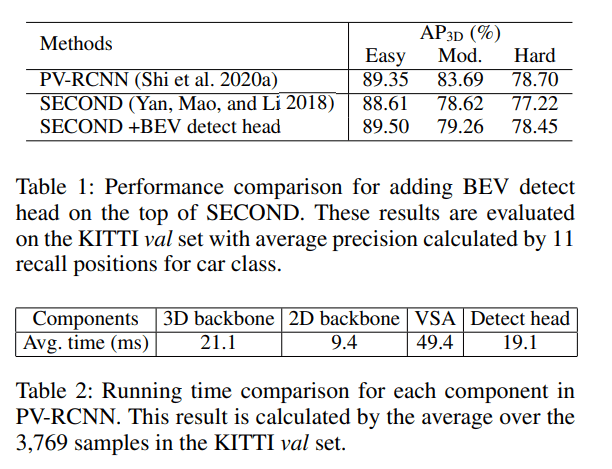 Methods AP3D (%)
Easy Mod. Hard
PV-RCNN (Shi et al. 2020a) 89.35 83.69 78.70
SECOND (Yan, Mao, and Li 2018) 88.61 78.62 77.22
SECOND +BEV detect head 89.50 79.26 78.45
Table 1: Performance comparison for adding BEV detect
head on the top of SECOND. These results are evaluated
on the KITTI val set with average precision calculated by 11
recall positions for car class.
Components 3D backbone 2D backbone VSA Detect head
Avg. time (ms) 21.1 9.4 49.4 19.1
Table 2: Running time comparison for each component in
PV-RCNN. This result is calculated by the average over the
3,769 samples in the KITTI val set.